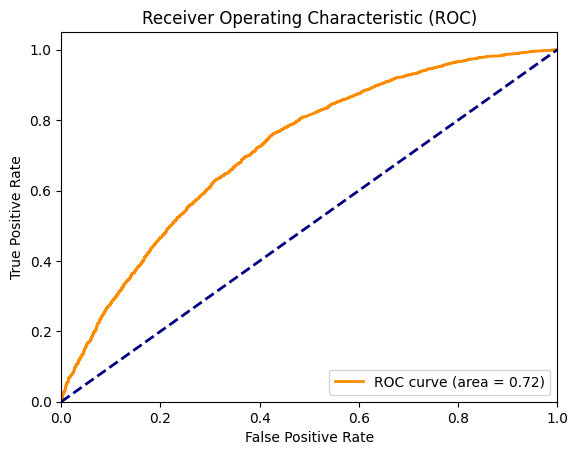 Receiver Operating Characteristic (ROC)
True Positive Rate
1.0
0.8
0.6
0.4
0.2
0.0
ROC curve (area = 0.72)
0.0 0.2 0.4 0.6 0.8 1.0
False Positive Rate